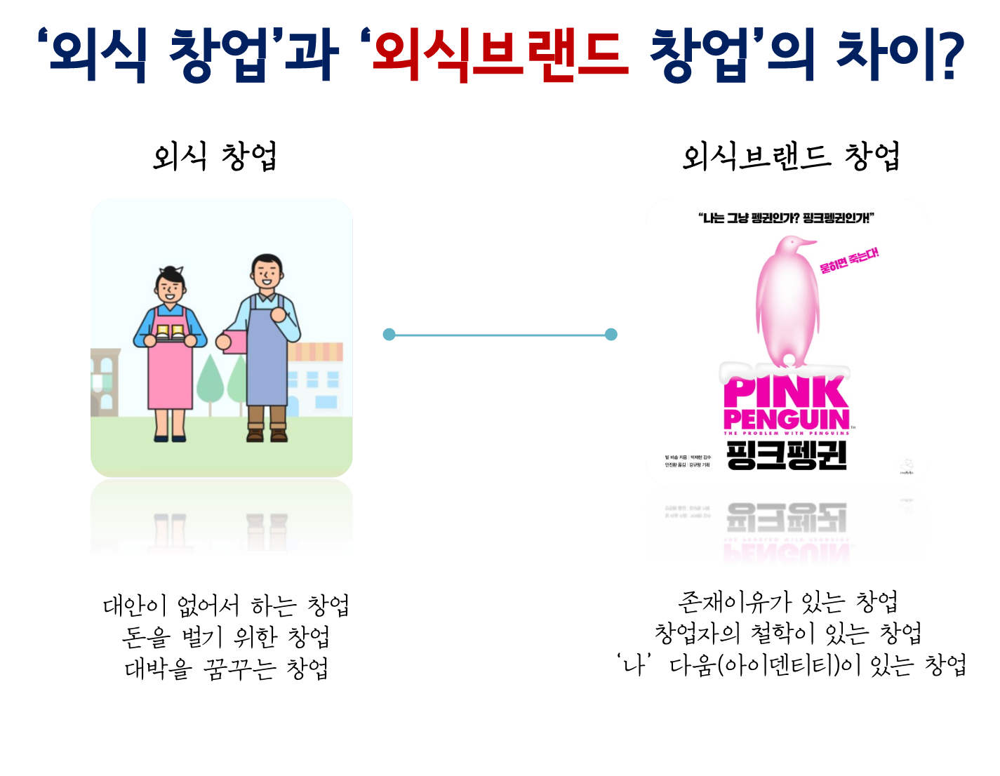 ‘외식 창업’과 ‘외식브랜드 창업’의 차이?
외식 창업
외식브랜드 창업
“나는 그냥 펭귄인가? 핑크펭귄인가!”
묻히면 죽는다!
PINK
PENGUIN™
THE PROBLEM WITH PENGUINS
핑크펭귄
빌 비숍 지음 | 박재현 감수
안진환 옮김 | 강규형 기획
대안이 없어서 하는 창업
돈을 벌기 위한 창업
대박을 꿈꾸는 창업
존재이유가 있는 창업
창업자의 철학이 있는 창업
‘나’ 다움(아이덴티티)이 있는 창업